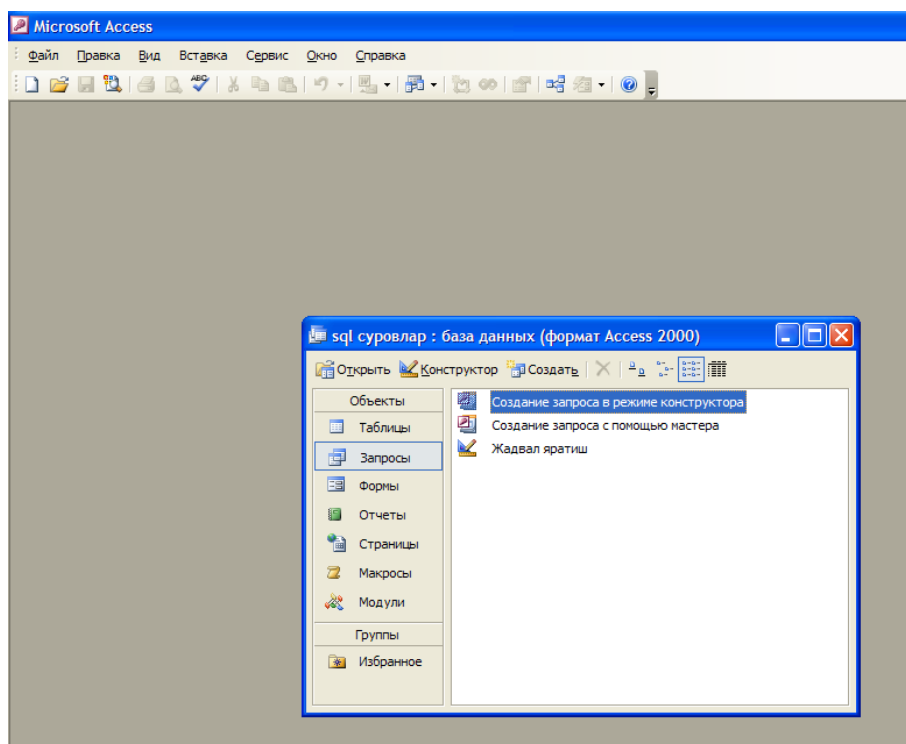 Microsoft Access
Файл Правка Вид Вставка Сервис Окно Справка
sql суровлар : база данных (формат Access 2000)
Открыть Конструктор Создать
Объекты
Таблицы
Запросы
Формы
Отчеты
Страницы
Макросы
Модули
Группы
Избранное
Создание запроса в режиме конструктора
Создание запроса с помощью мастера
Жадвал яратиш